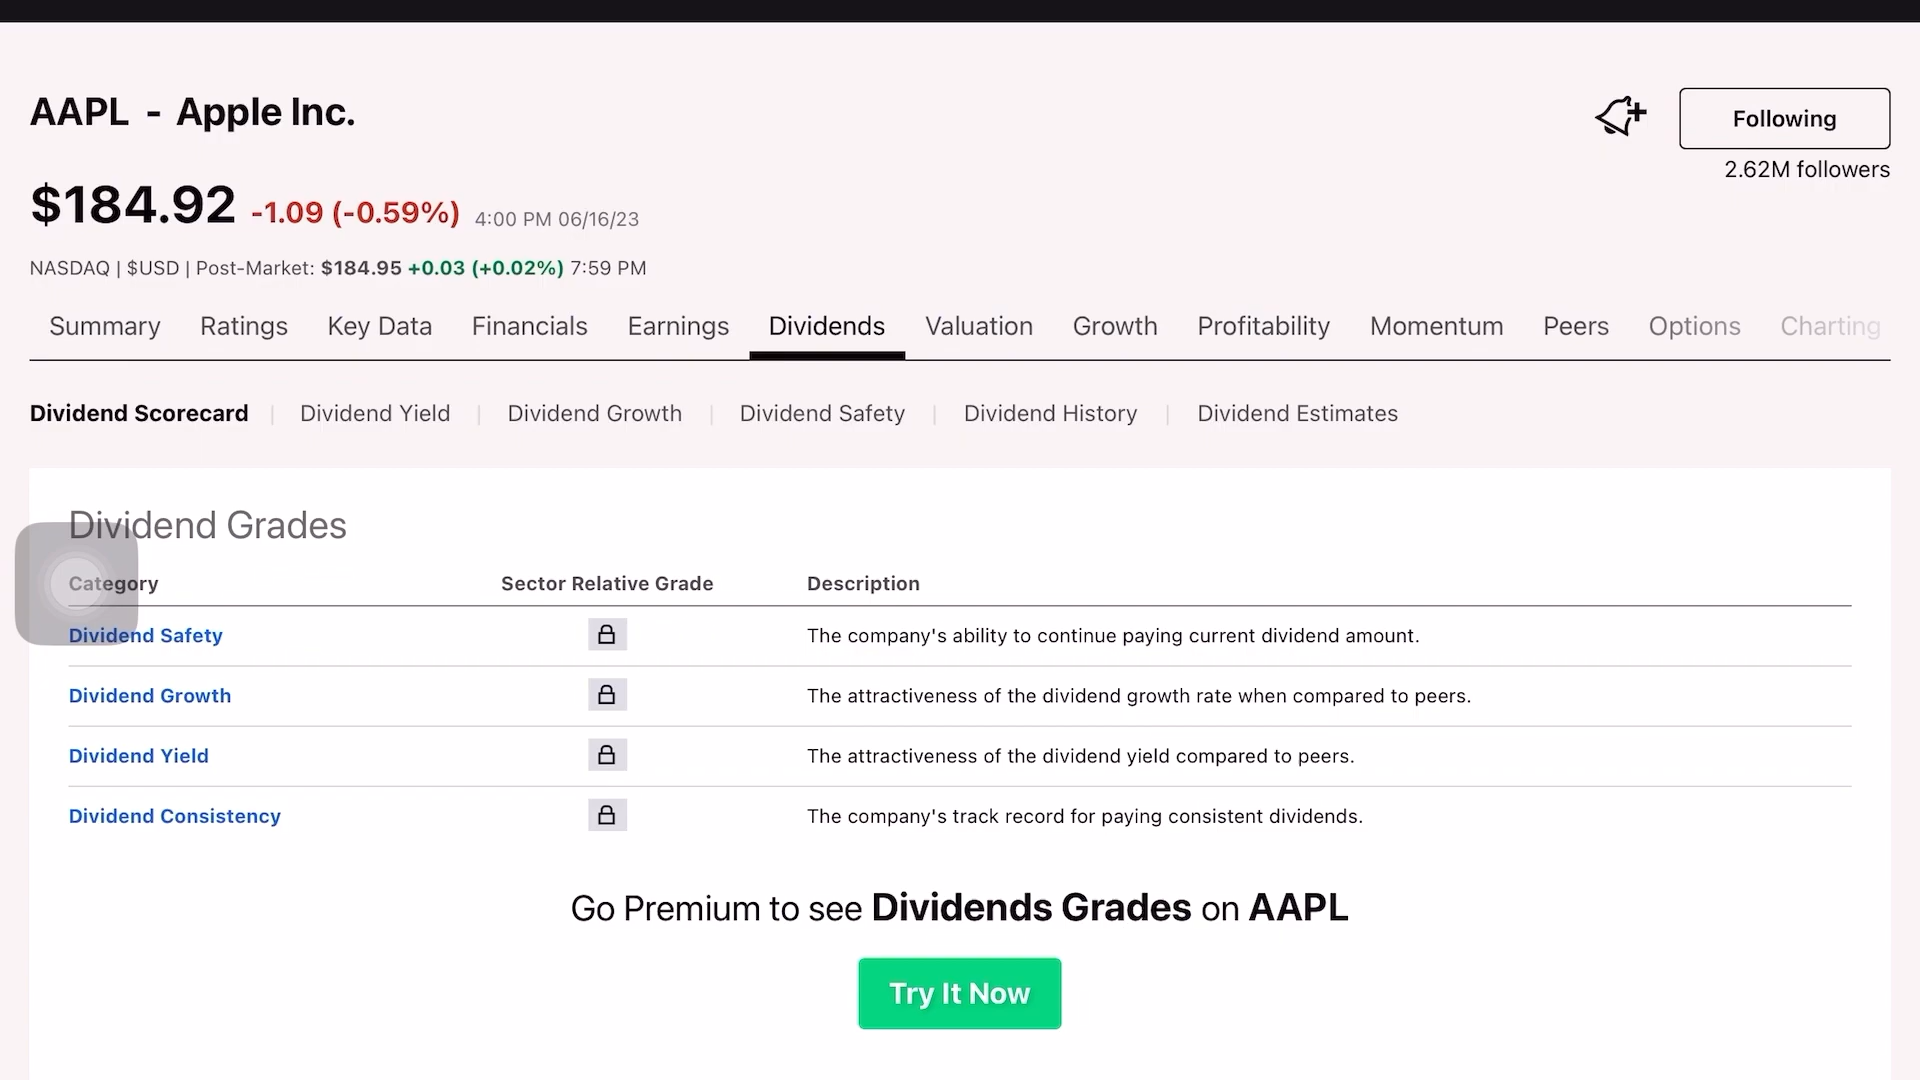 AAPL - Apple Inc.
Following
2.62M followers
$184.92 -1.09 (-0.59%) 4:00 PM 06/16/23
NASDAQ | $USD | Post-Market: $184.95 +0.03 (+0.02%) 7:59 PM
Summary Ratings Key Data Financials Earnings Dividends Valuation Growth Profitability Momentum Peers Options Charting
Dividend Scorecard | Dividend Yield | Dividend Growth | Dividend Safety | Dividend History | Dividend Estimates
Dividend Grades
Category Sector Relative Grade Description
Dividend Safety The company's ability to continue paying current dividend amount.
Dividend Growth The attractiveness of the dividend growth rate when compared to peers.
Dividend Yield The attractiveness of the dividend yield compared to peers.
Dividend Consistency The company's track record for paying consistent dividends.
Go Premium to see Dividends Grades on AAPL
Try It Now